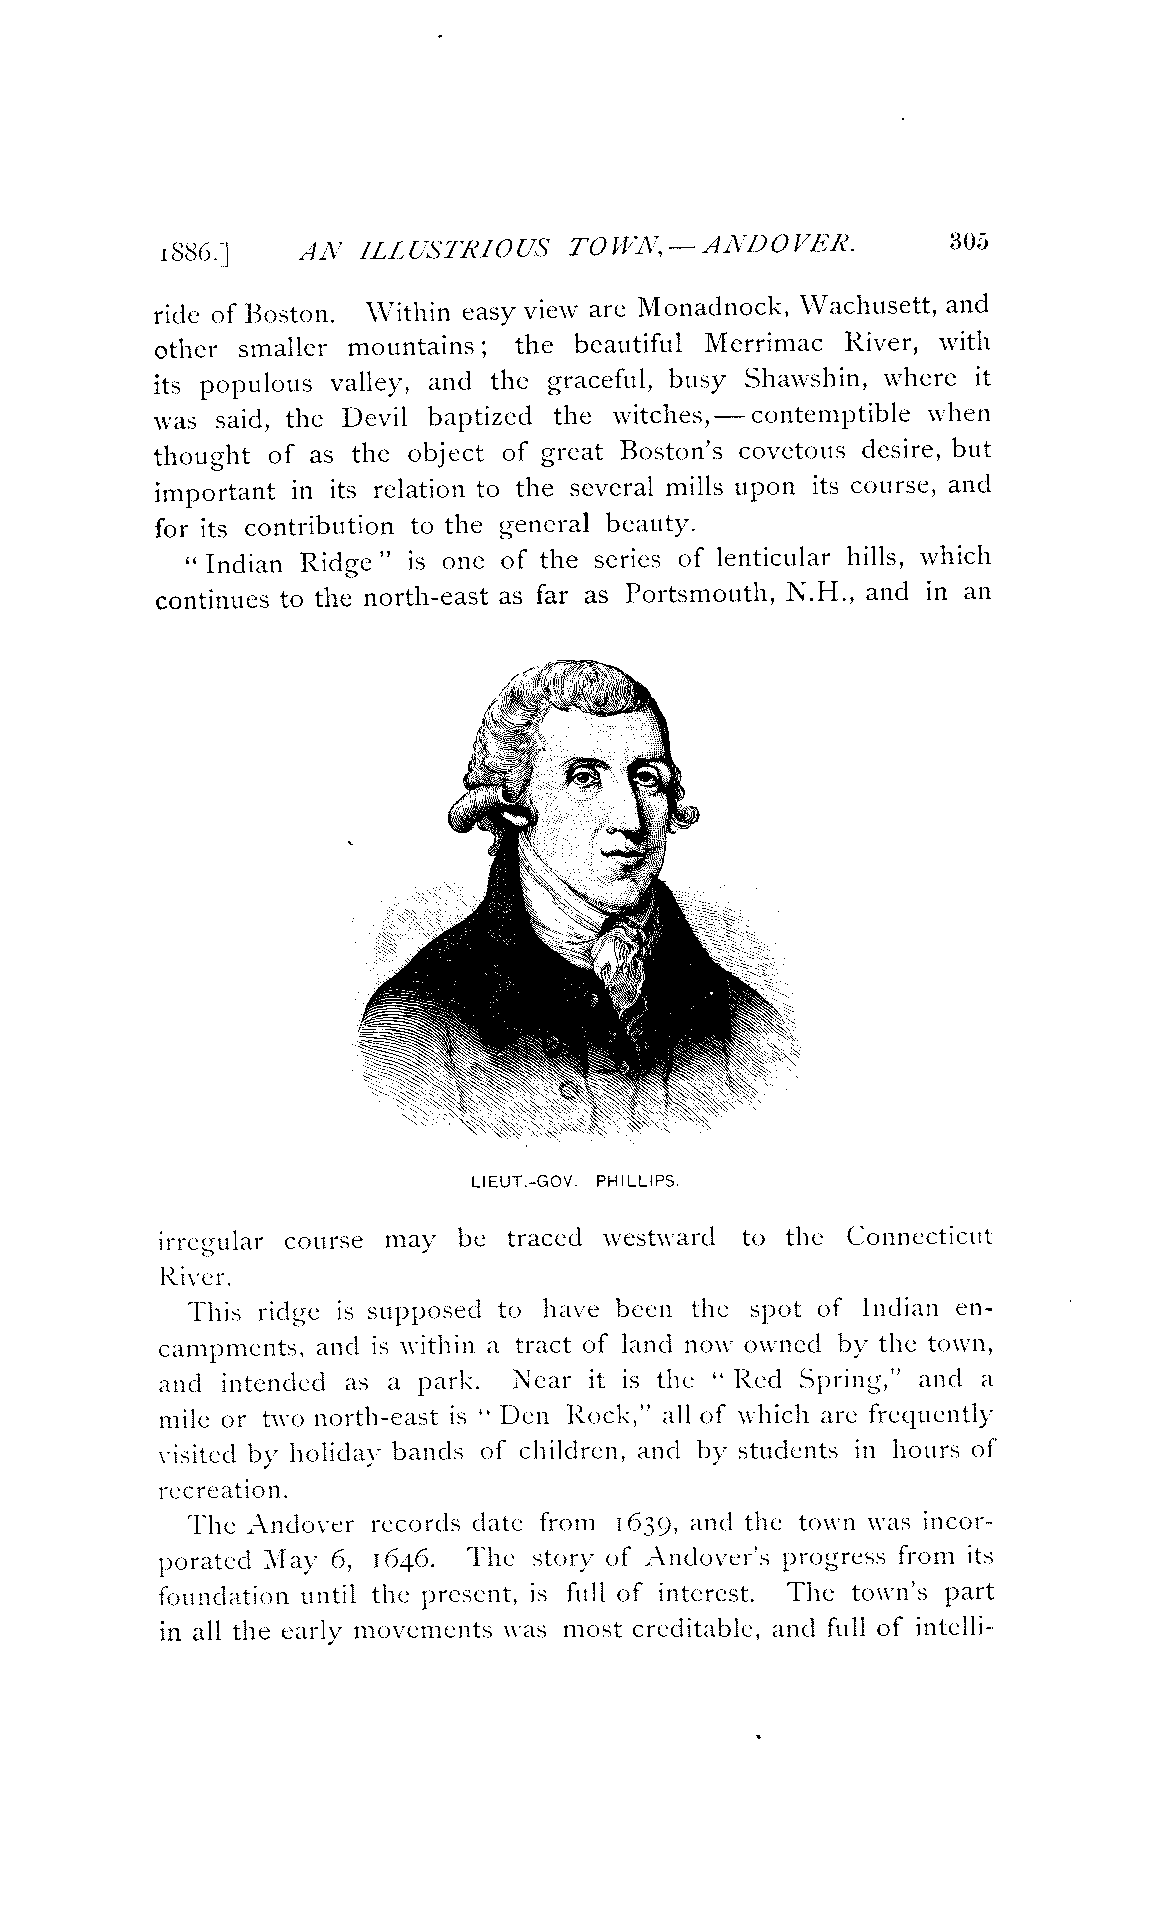 1886.] AN ILLUSTRIOUS TOWN,—ANDOVER. 305
ride of Boston. Within easy view are Monadnock, Wachusett, and
other smaller mountains; the beautiful Merrimac River, with
its populous valley, and the graceful, busy Shawshin, where it
was said, the Devil baptized the witches,—contemptible when
thought of as the object of great Boston's covetous desire, but
important in its relation to the several mills upon its course, and
for its contribution to the general beauty.
"Indian Ridge" is one of the series of lenticular hills, which
continues to the north-east as far as Portsmouth, N.H., and in an
LIEUT.-GOV. PHILLIPS.
irregular course may be traced westward to the Connecticut
River.
This ridge is supposed to have been the spot of Indian en-
campments, and is within a tract of land now owned by the town,
and intended as a park. Near it is the "Red Spring," and a
mile or two north-east is "Den Rock," all of which are frequently
visited by holiday bands of children, and by students in hours of
recreation.
The Andover records date from 1639, and the town was incor-
porated May 6, 1646. The story of Andover's progress from its
foundation until the present, is full of interest. The town's part
in all the early movements was most creditable, and full of intelli-